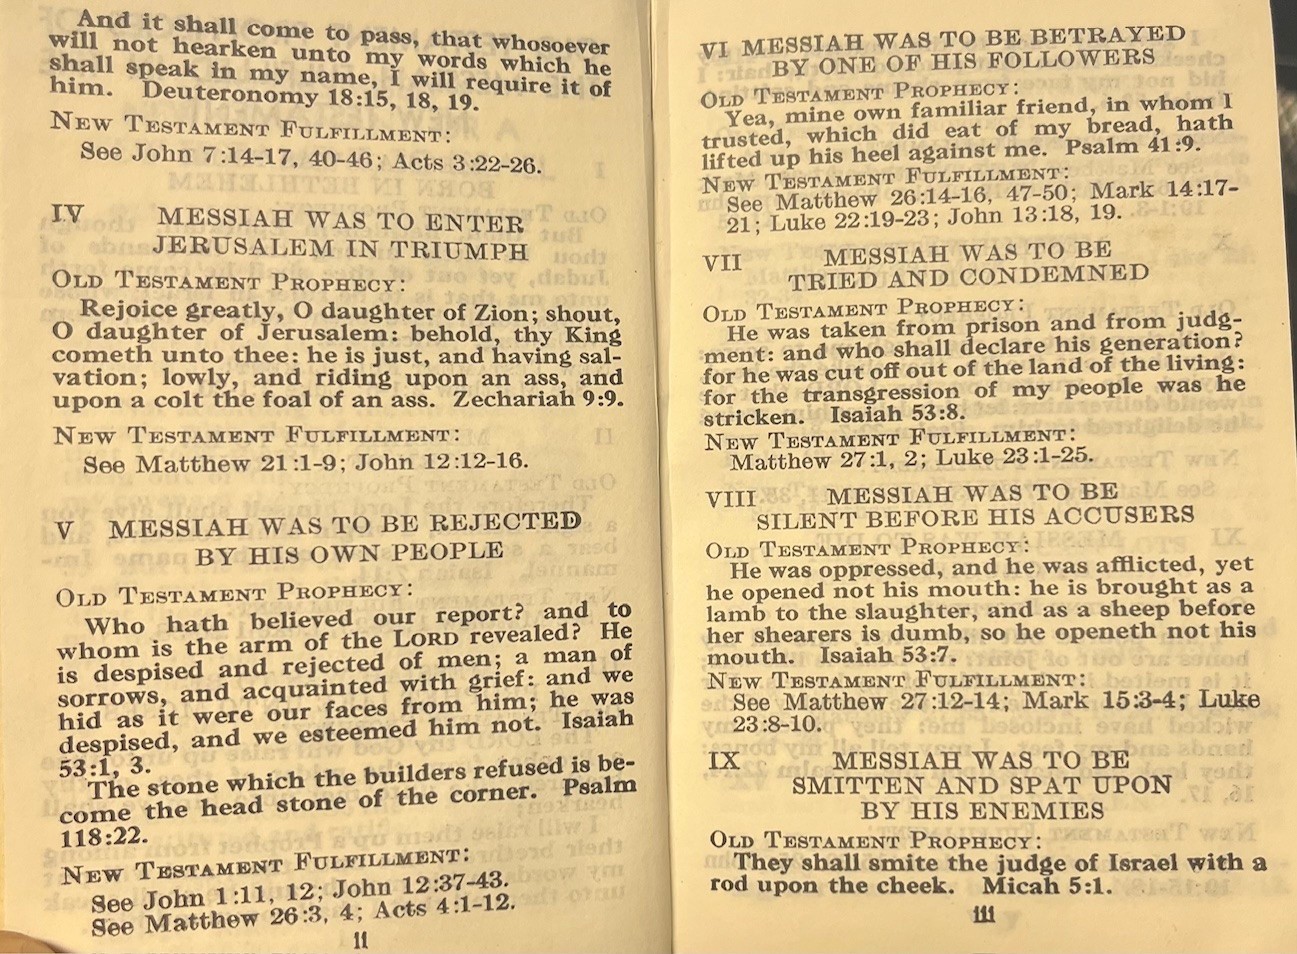 And it shall come to pass, that whosoever
will not hearken unto my words which he
shall speak in my name, I will require it of
him. Deuteronomy 18:15, 18, 19.
NEW TESTAMENT FULFILLMENT:
See John 7:14-17, 40-46; Acts 3:22-26.
IV MESSIAH WAS TO ENTER
JERUSALEM IN TRIUMPH
OLD TESTAMENT PROPHECY:
Rejoice greatly, O daughter of Zion; shout,
O daughter of Jerusalem: behold, thy King
cometh unto thee: he is just, and having sal-
vation; lowly, and riding upon an ass, and
upon a colt the foal of an ass. Zechariah 9:9.
NEW TESTAMENT FULFILLMENT:
See Matthew 21:1-9; John 12:12-16.
V MESSIAH WAS TO BE REJECTED
BY HIS OWN PEOPLE
OLD TESTAMENT PROPHECY:
Who hath believed our report? and to
whom is the arm of the LORD revealed? He
is despised and rejected of men; a man of
sorrows, and acquainted with grief: and we
hid as it were our faces from him; he was
despised, and we esteemed him not. Isaiah
53:1, 3.
The stone which the builders refused is be-
come the head stone of the corner. Psalm
118:22.
NEW TESTAMENT FULFILLMENT:
See John 1:11, 12; John 12:37-43.
See Matthew 26:3, 4; Acts 4:1-12.
ii
VI MESSIAH WAS TO BE BETRAYED
BY ONE OF HIS FOLLOWERS
OLD TESTAMENT PROPHECY:
Yea, mine own familiar friend, in whom I
trusted, which did eat of my bread, hath
lifted up his heel against me. Psalm 41:9.
NEW TESTAMENT FULFILLMENT:
See Matthew 26:14-16, 47-50; Mark 14:17-
21; Luke 22:19-23; John 13:18, 19.
VII MESSIAH WAS TO BE
TRIED AND CONDEMNED
OLD TESTAMENT PROPHECY:
He was taken from prison and from judg-
ment: and who shall declare his generation?
for he was cut off out of the land of the living:
for the transgression of my people was he
stricken. Isaiah 53:8.
NEW TESTAMENT FULFILLMENT:
Matthew 27:1, 2; Luke 23:1-25.
VIII MESSIAH WAS TO BE
SILENT BEFORE HIS ACCUSERS
OLD TESTAMENT PROPHECY:
He was oppressed, and he was afflicted, yet
he opened not his mouth: he is brought as a
lamb to the slaughter, and as a sheep before
her shearers is dumb, so he openeth not his
mouth. Isaiah 53:7.
NEW TESTAMENT FULFILLMENT:
See Matthew 27:12-14; Mark 15:3-4; Luke
23:8-10.
IX MESSIAH WAS TO BE
SMITTEN AND SPAT UPON
BY HIS ENEMIES
OLD TESTAMENT PROPHECY:
They shall smite the judge of Israel with a
rod upon the cheek. Micah 5:1.
iii